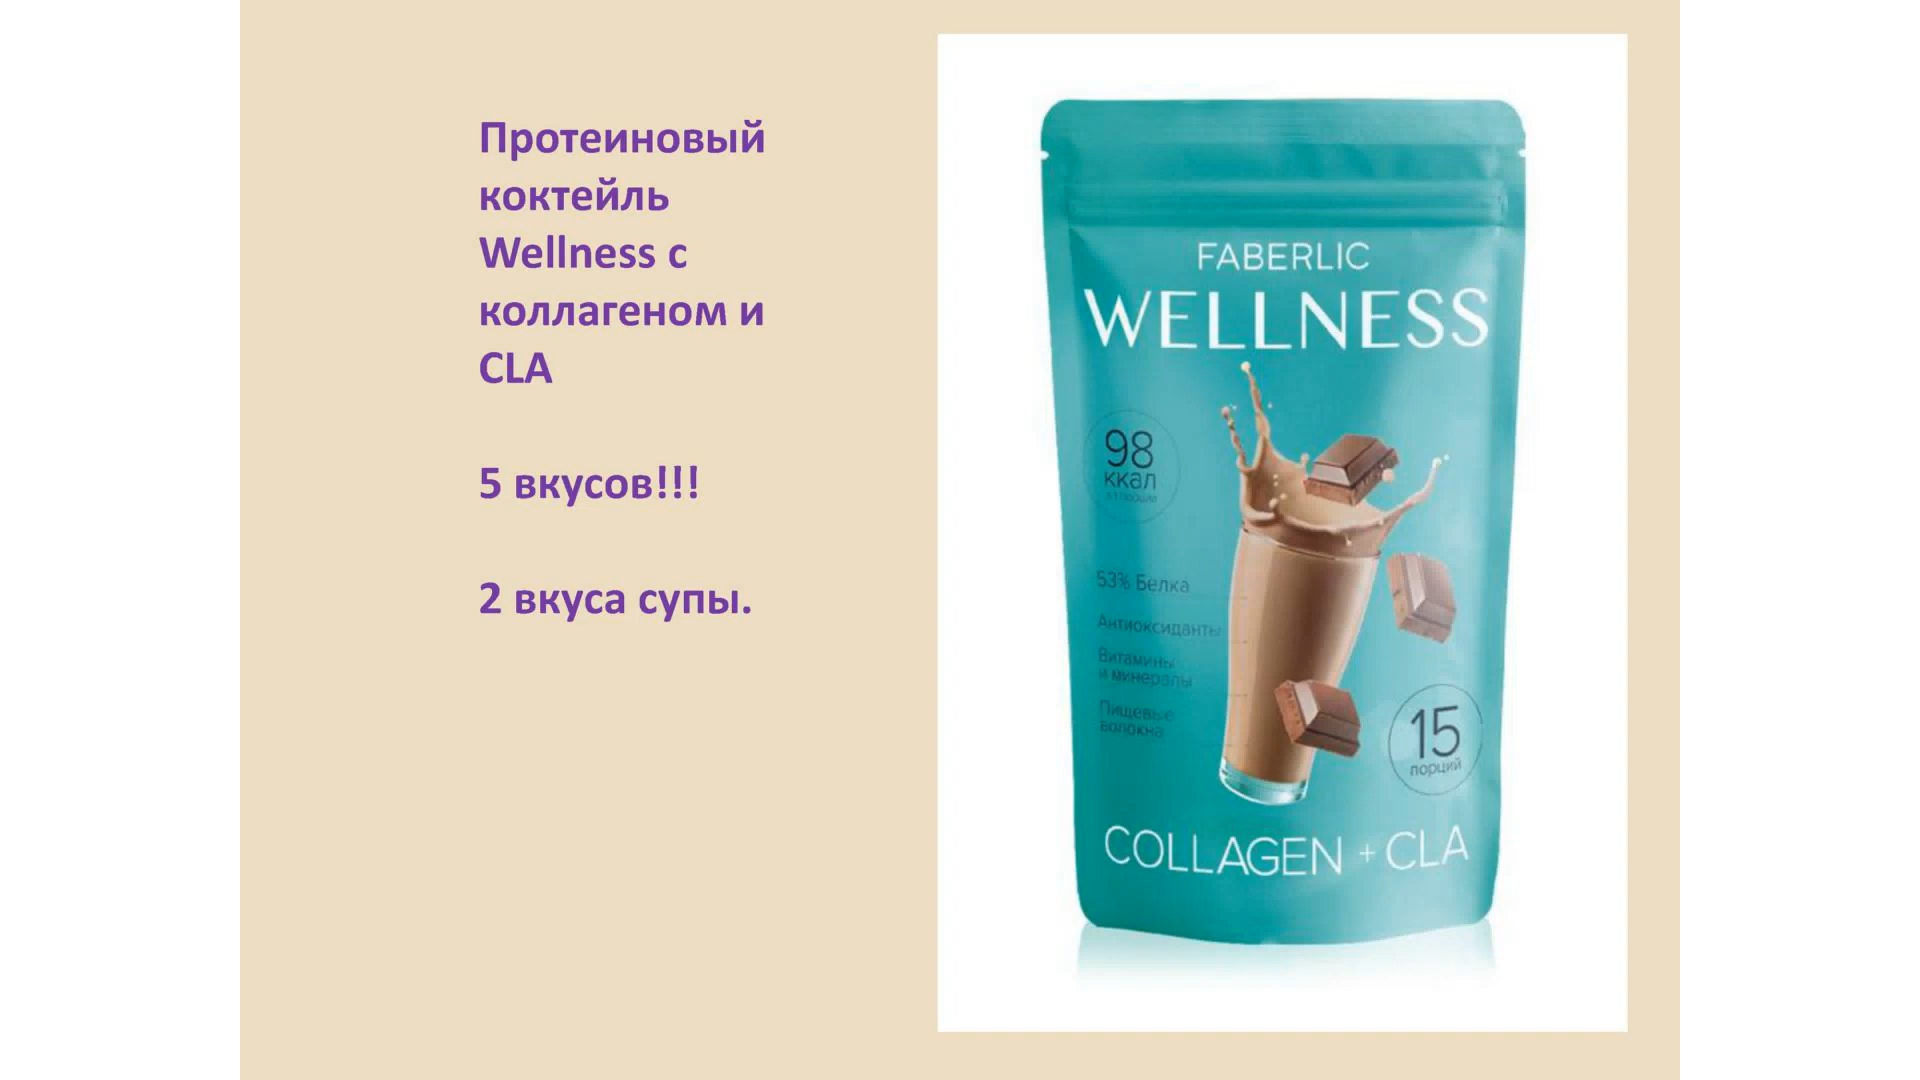 Протеиновый
коктейль
Wellness с
коллагеном и
CLA
5 вкусов!!!
2 вкуса супы.
FABERLIC
WELLNESS
98
ккал
53% Белка
Антиоксиданты
Витамины
и минералы
Пищевые
волокна
15
порций
COLLAGEN + CLA